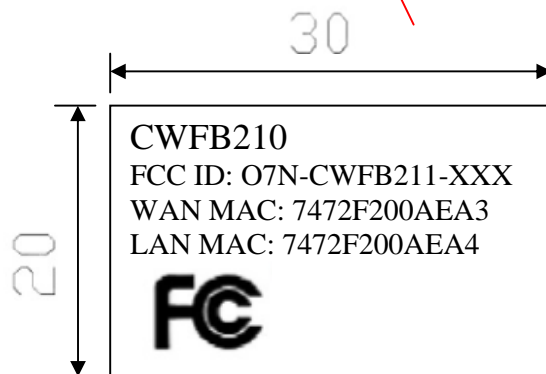 30
20
CWFB210
FCC ID: O7N-CWFB211-XXX
WAN MAC: 7472F200AEA3
LAN MAC: 7472F200AEA4
FC